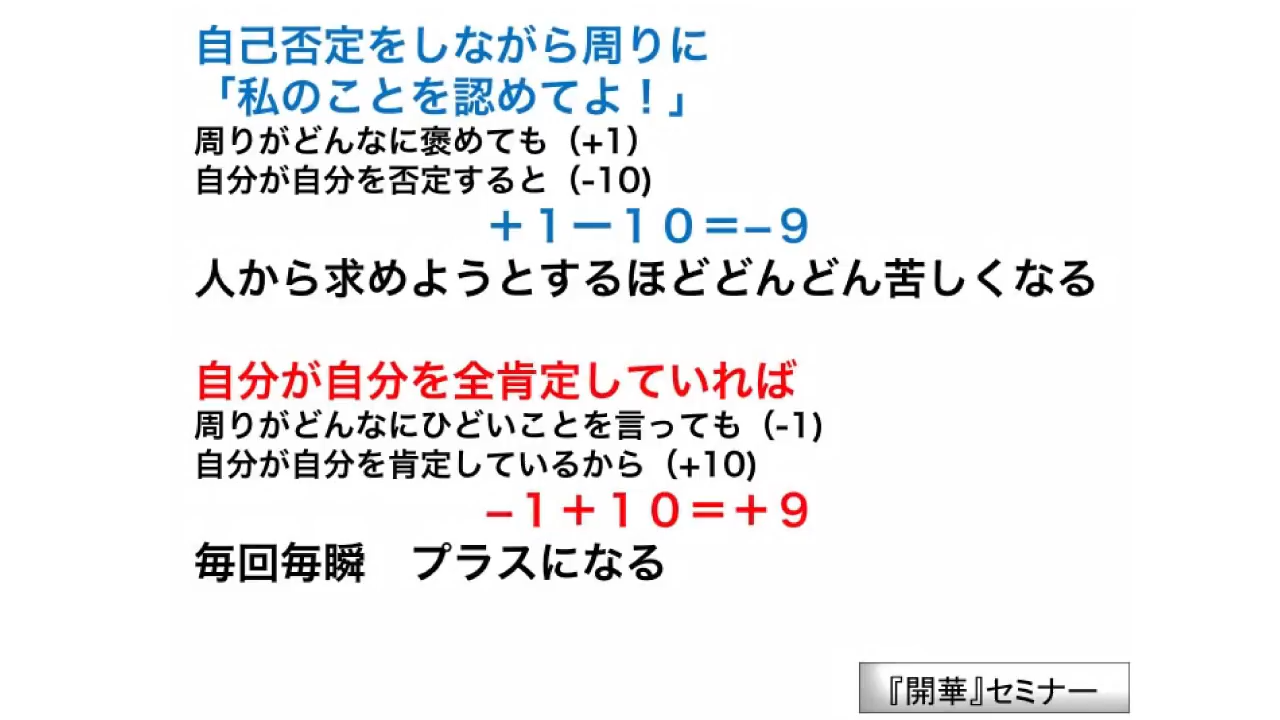 自己否定をしながら周りに
「私のことを認めてよ！」
周りがどんなに褒めても（+1）
自分が自分を否定すると（-10)
＋１ー１０＝−９
人から求めようとするほどどんどん苦しくなる
自分が自分を全肯定していれば
周りがどんなにひどいことを言っても（-1)
自分が自分を肯定しているから（+10)
−１＋１０＝＋９
毎回毎瞬　プラスになる
『開華』セミナー